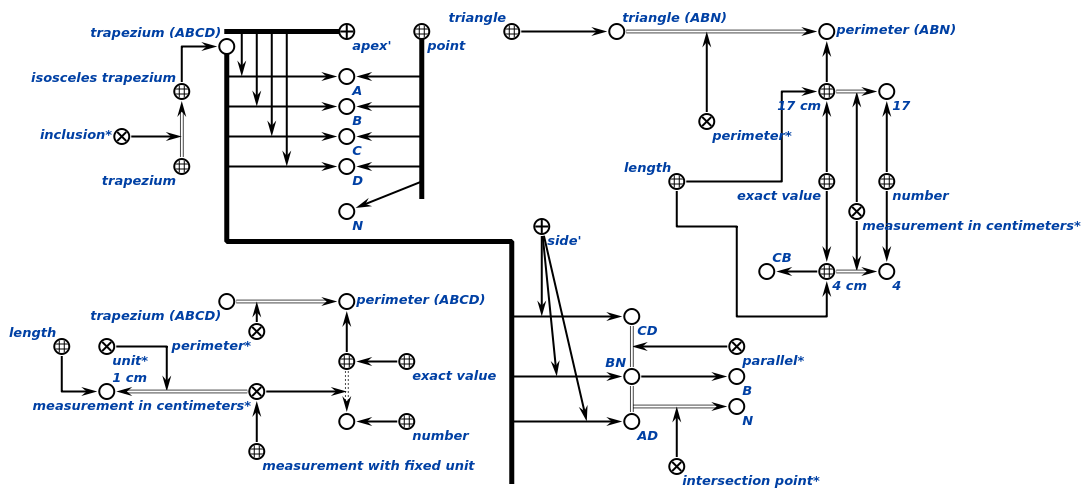 triangle
triangle (ABN)
perimeter (ABN)
trapezium (ABCD)
apex'
point
isosceles trapezium
A
17 cm
17
B
inclusion*
perimeter*
C
length
trapezium
D
exact value
number
N
measurement in centimeters*
side'
CB
4 cm
4
trapezium (ABCD)
perimeter (ABCD)
length
perimeter*
CD
unit*
BN
parallel*
1 cm
exact value
B
measurement in centimeters*
N
number
AD
measurement with fixed unit
intersection point*